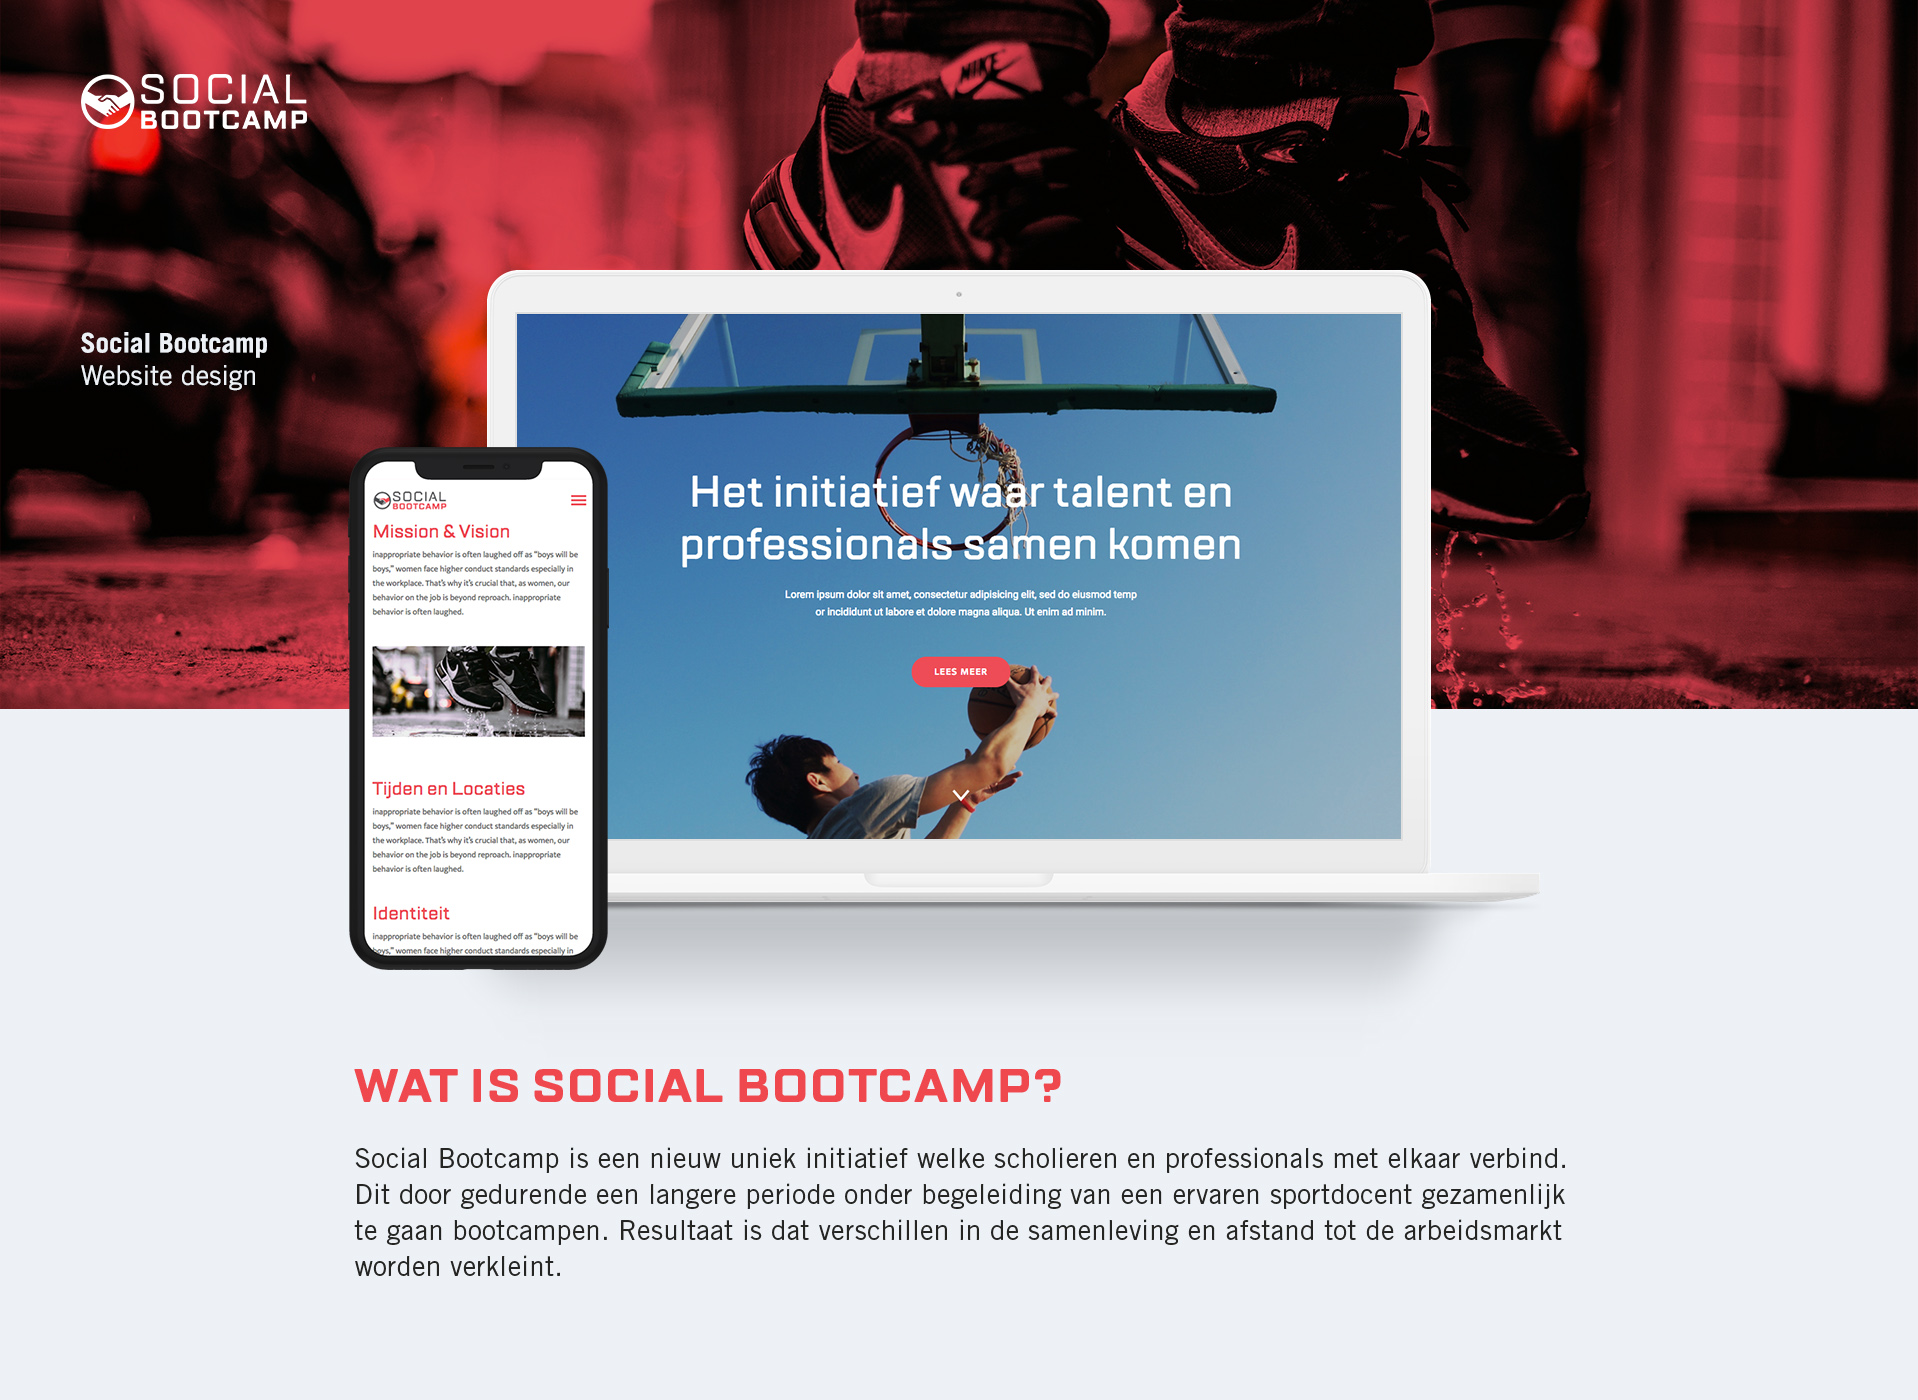 SOCIAL
BOOTCAMP
NIKE
Social Bootcamp
Website design
SOCIAL
BOOTCAMP
Mission & Vision
inappropriate behavior is often laughed off as “boys will be
boys,” women face higher conduct standards especially in
the workplace. That’s why it’s crucial that, as women, our
behavior on the job is beyond reproach. inappropriate
behavior is often laughed.
Tijden en Locaties
inappropriate behavior is often laughed off as “boys will be
boys,” women face higher conduct standards especially in
the workplace. That’s why it’s crucial that, as women, our
behavior on the job is beyond reproach. inappropriate
behavior is often laughed.
Identiteit
inappropriate behavior is often laughed off as “boys will be
boys,” women face higher conduct standards especially in
Het initiatief waar talent en
professionals samen komen
Lorem ipsum dolor sit amet, consectetur adipisicing elit, sed do eiusmod temp
or incididunt ut labore et dolore magna aliqua. Ut enim ad minim.
LEES MEER
WAT IS SOCIAL BOOTCAMP?
Social Bootcamp is een nieuw uniek initiatief welke scholieren en professionals met elkaar verbind.
Dit door gedurende een langere periode onder begeleiding van een ervaren sportdocent gezamenlijk
te gaan bootcampen. Resultaat is dat verschillen in de samenleving en afstand tot de arbeidsmarkt
worden verkleint.